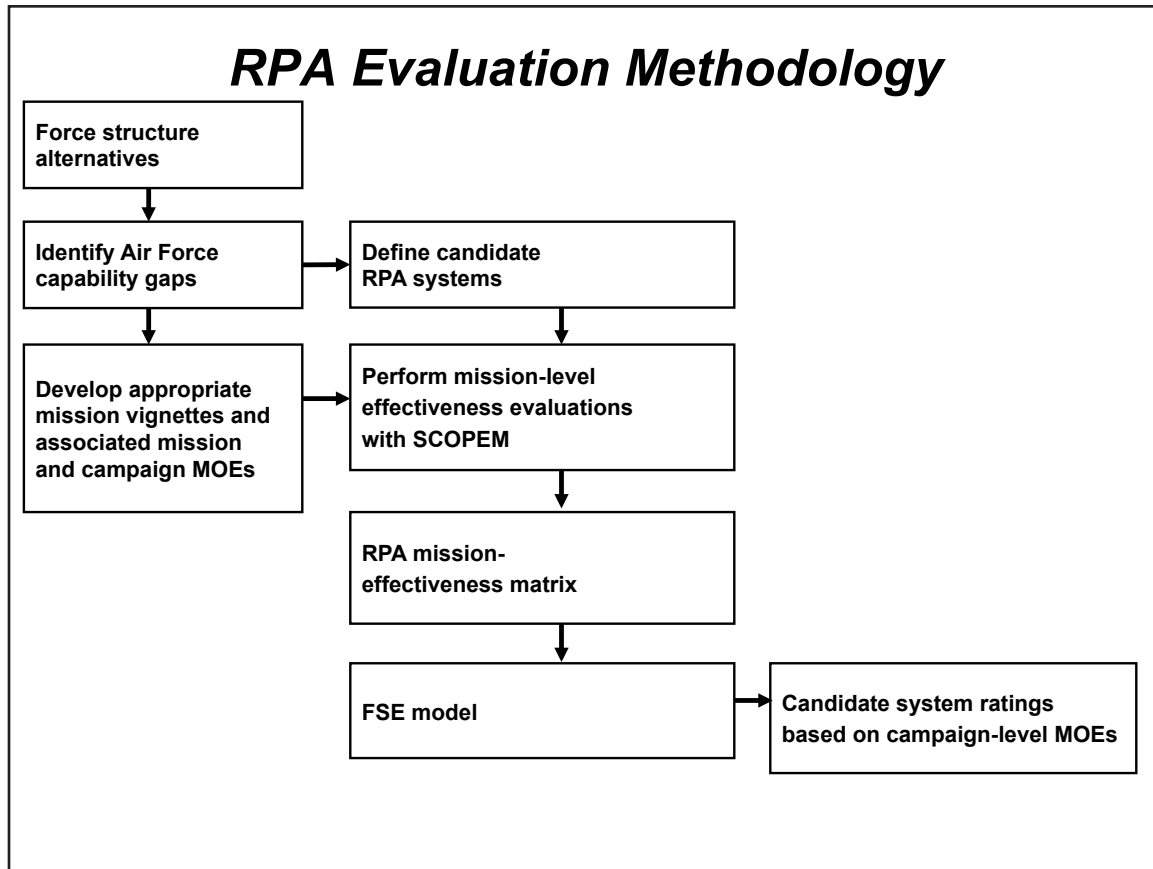 RPA Evaluation Methodology
Force structure
alternatives
Identify Air Force
capability gaps
Define candidate
RPA systems
Develop appropriate
mission vignettes and
associated mission
and campaign MOEs
Perform mission-level
effectiveness evaluations
with SCOPEM
RPA mission-
effectiveness matrix
FSE model
Candidate system ratings
based on campaign-level MOEs